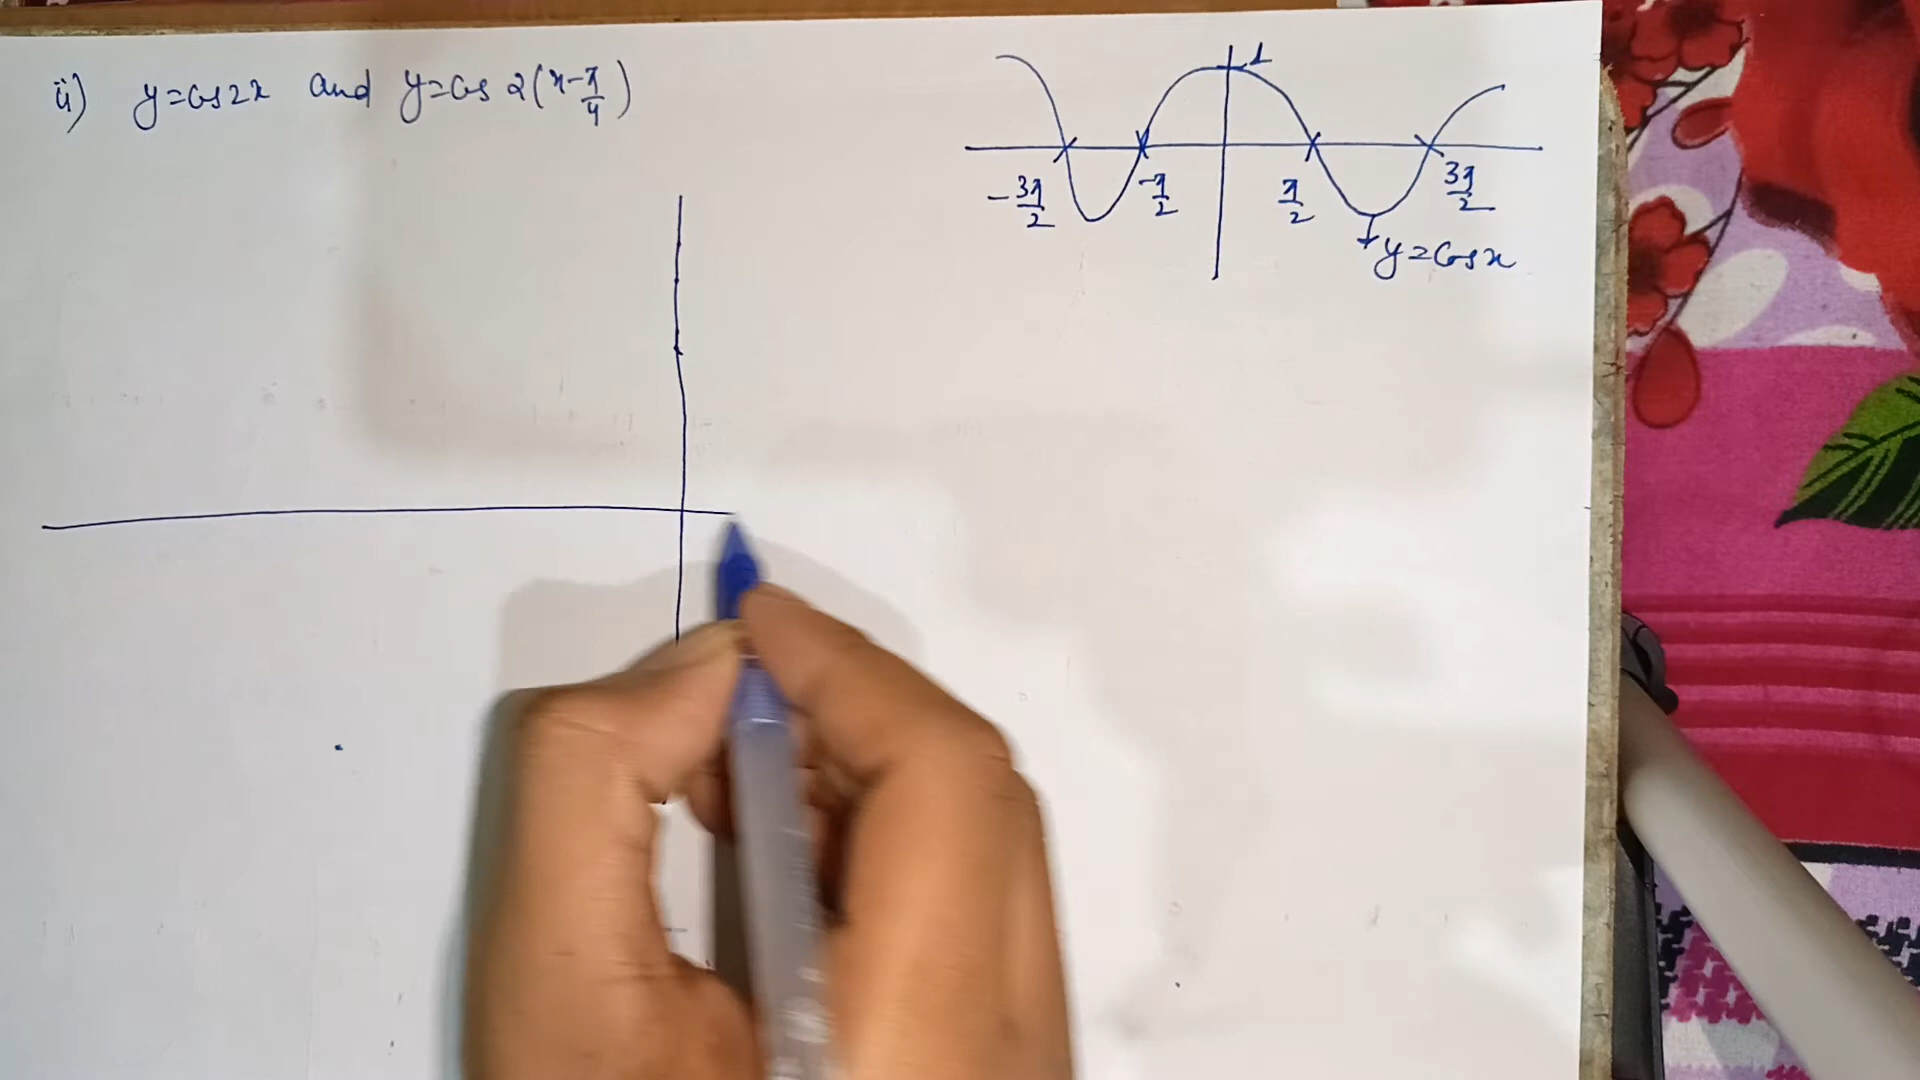 ii) y=cos2x and y=cos 2(x-π/4)
1
-3π/2 -π/2 π/2 3π/2
y=cosx